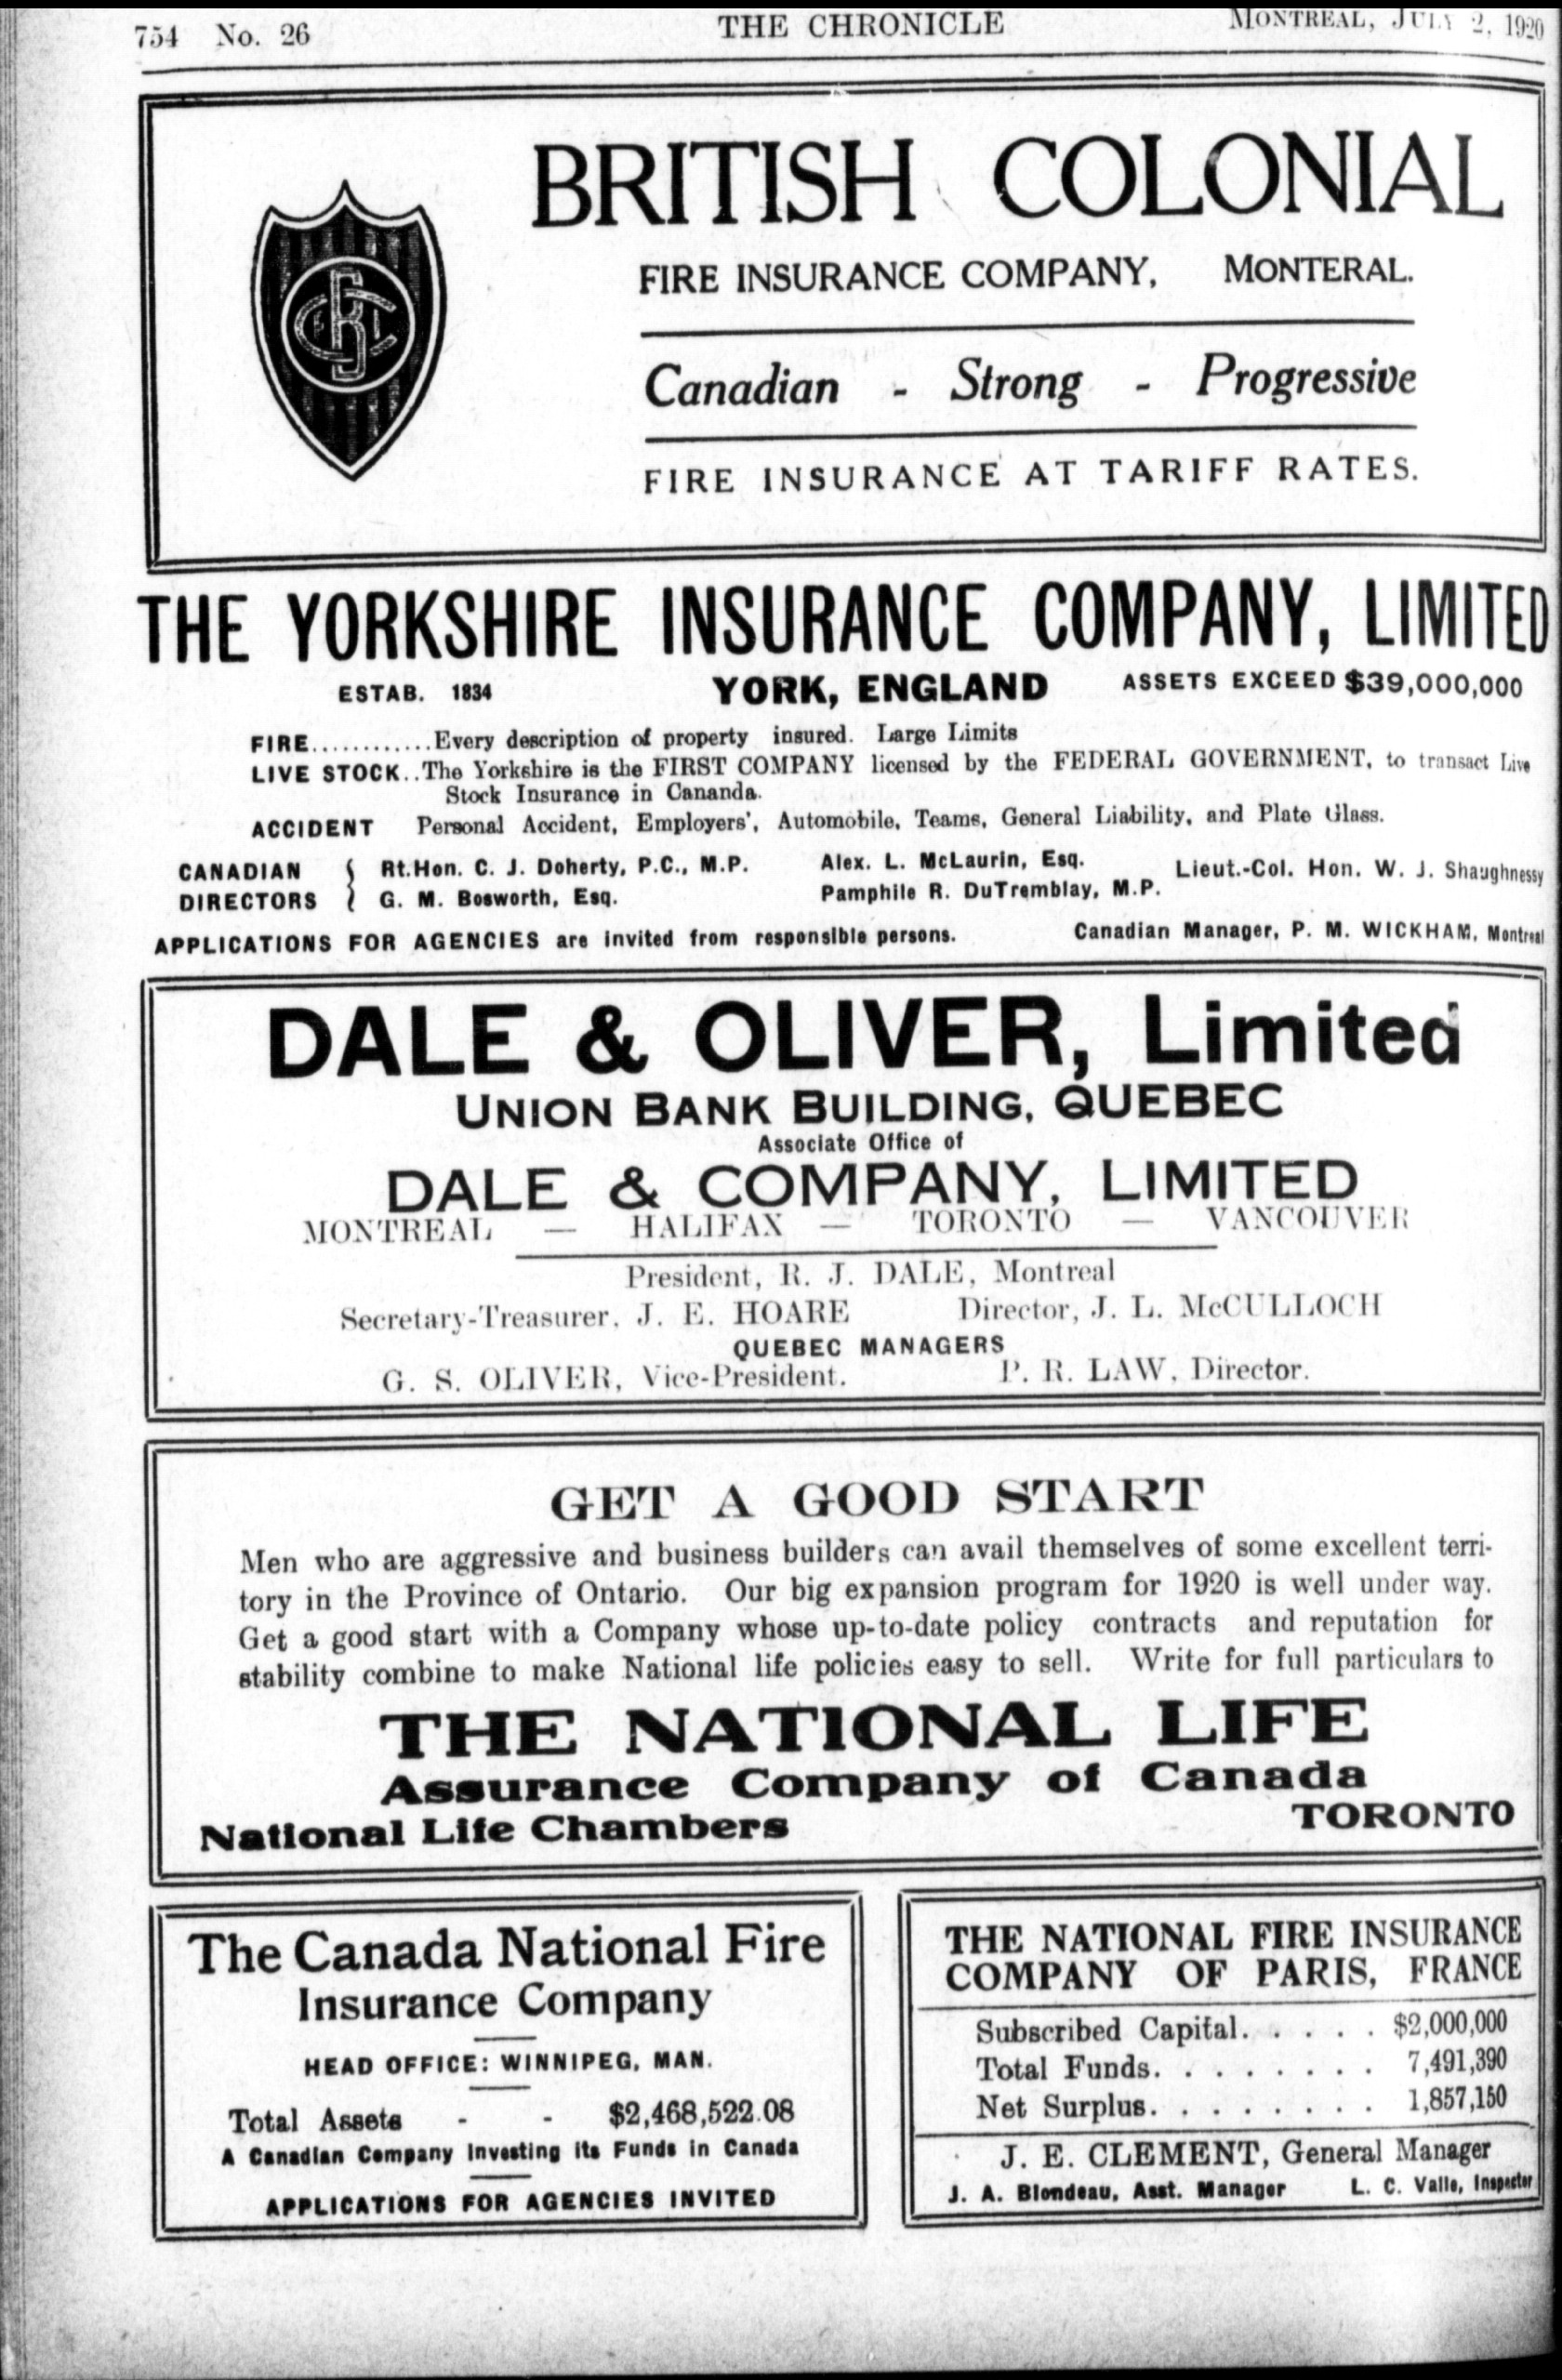 754 No. 26 THE CHRONICLE MONTREAL, JULY 2, 1920
BRITISH COLONIAL
FIRE INSURANCE COMPANY, MONTERAL.
Canadian - Strong - Progressive
FIRE INSURANCE AT TARIFF RATES.
THE YORKSHIRE INSURANCE COMPANY, LIMITED
ESTAB. 1834 YORK, ENGLAND ASSETS EXCEED $39,000,000
FIRE............Every description of property insured. Large Limits
LIVE STOCK..The Yorkshire is the FIRST COMPANY licensed by the FEDERAL GOVERNMENT, to transact Live
Stock Insurance in Cananda.
ACCIDENT Personal Accident, Employers', Automobile, Teams, General Liability, and Plate Glass.
CANADIAN DIRECTORS { Rt.Hon. C. J. Doherty, P.C., M.P. Alex. L. McLaurin, Esq. Lieut.-Col. Hon. W. J. Shaughnessy
G. M. Bosworth, Esq. Pamphile R. DuTremblay, M.P.
APPLICATIONS FOR AGENCIES are invited from responsible persons. Canadian Manager, P. M. WICKHAM, Montreal
DALE & OLIVER, Limited
UNION BANK BUILDING, QUEBEC
Associate Office of
DALE & COMPANY, LIMITED
MONTREAL — HALIFAX — TORONTO — VANCOUVER
President, R. J. DALE, Montreal
Secretary-Treasurer, J. E. HOARE Director, J. L. McCULLOCH
QUEBEC MANAGERS
G. S. OLIVER, Vice-President. P. R. LAW, Director.
GET A GOOD START
Men who are aggressive and business builders can avail themselves of some excellent terri-
tory in the Province of Ontario. Our big expansion program for 1920 is well under way.
Get a good start with a Company whose up-to-date policy contracts and reputation for
stability combine to make National life policies easy to sell. Write for full particulars to
THE NATIONAL LIFE
Assurance Company of Canada
National Life Chambers TORONTO
The Canada National Fire
Insurance Company
HEAD OFFICE: WINNIPEG, MAN.
Total Assets - - $2,468,522.08
A Canadian Company Investing its Funds in Canada
APPLICATIONS FOR AGENCIES INVITED
THE NATIONAL FIRE INSURANCE
COMPANY OF PARIS, FRANCE
Subscribed Capital. . . . . $2,000,000
Total Funds. . . . . . . . 7,491,390
Net Surplus. . . . . . . . 1,857,150
J. E. CLEMENT, General Manager
J. A. Blondeau, Asst. Manager L. C. Valle, Inspector